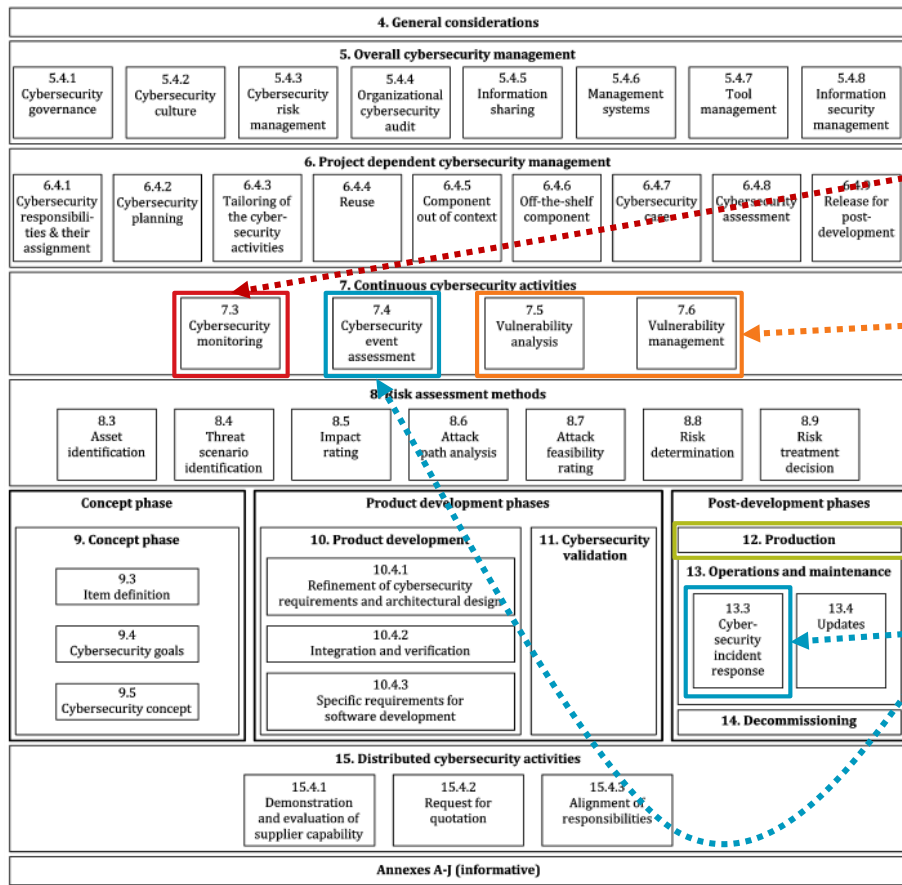 4. General considerations
5. Overall cybersecurity management
5.4.1
Cybersecurity
governance
5.4.2
Cybersecurity
culture
5.4.3
Cybersecurity
risk
management
5.4.4
Organizational
cybersecurity
audit
5.4.5
Information
sharing
5.4.6
Management
systems
5.4.7
Tool
management
5.4.8
Information
security
management
6. Project dependent cybersecurity management
6.4.1
Cybersecurity
responsibili-
ties & their
assignment
6.4.2
Cybersecurity
planning
6.4.3
Tailoring of
the cyber-
security
activities
6.4.4
Reuse
6.4.5
Component
out of context
6.4.6
Off-the-shelf
component
6.4.7
Cybersecurity
case
6.4.8
Cybersecurity
assessment
6.4.9
Release for
post-
development
7. Continuous cybersecurity activities
7.3
Cybersecurity
monitoring
7.4
Cybersecurity
event
assessment
7.5
Vulnerability
analysis
7.6
Vulnerability
management
8. Risk assessment methods
8.3
Asset
identification
8.4
Threat
scenario
identification
8.5
Impact
rating
8.6
Attack
path analysis
8.7
Attack
feasibility
rating
8.8
Risk
determination
8.9
Risk
treatment
decision
Concept phase
9. Concept phase
9.3
Item definition
9.4
Cybersecurity goals
9.5
Cybersecurity concept
Product development phases
10. Product development
10.4.1
Refinement of cybersecurity
requirements and architectural design
10.4.2
Integration and verification
10.4.3
Specific requirements for
software development
11. Cybersecurity
validation
Post-development phases
12. Production
13. Operations and maintenance
13.3
Cyber-
security
incident
response
13.4
Updates
14. Decommissioning
15. Distributed cybersecurity activities
15.4.1
Demonstration
and evaluation of
supplier capability
15.4.2
Request for
quotation
15.4.3
Alignment of
responsibilities
Annexes A-J (informative)